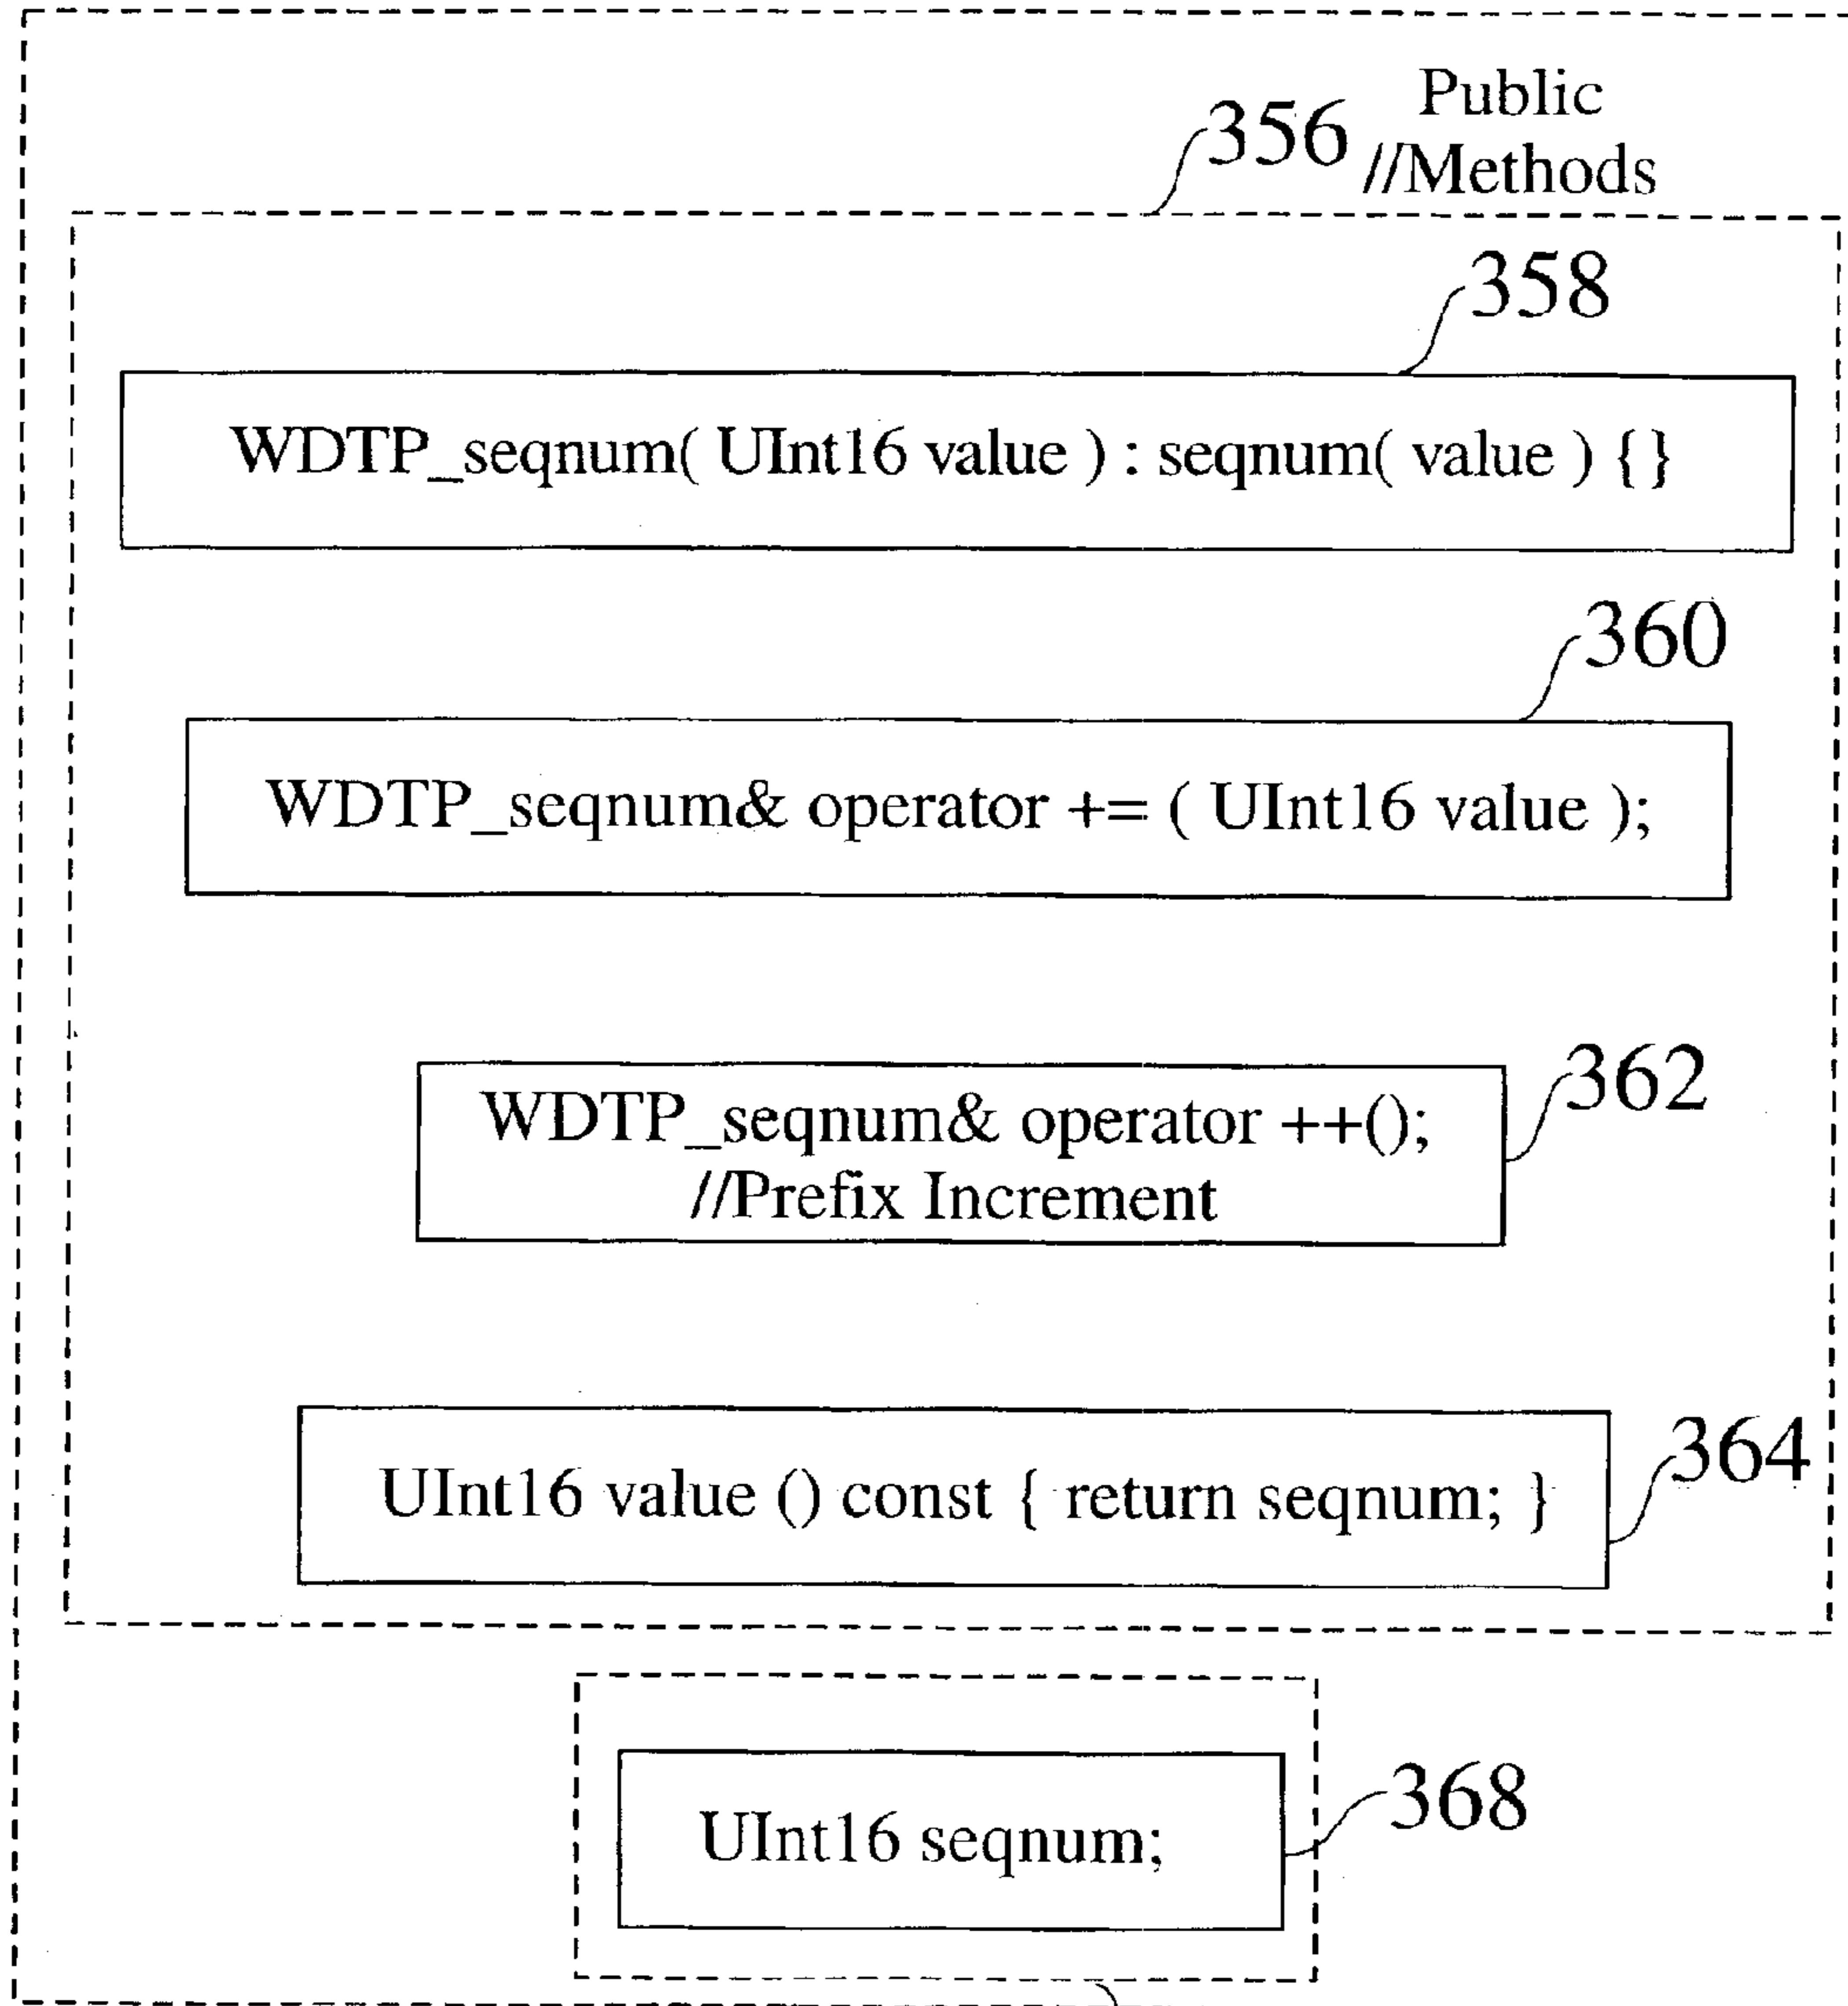 Public
356
//Methods
358
WDTP_seqnum( UInt16 value ) : seqnum( value ) {}
360
WDTP_seqnum& operator += ( UInt16 value );
362
WDTP_seqnum& operator ++();
//Prefix Increment
364
UInt16 value () const { return seqnum; }
368
UInt16 seqnum;